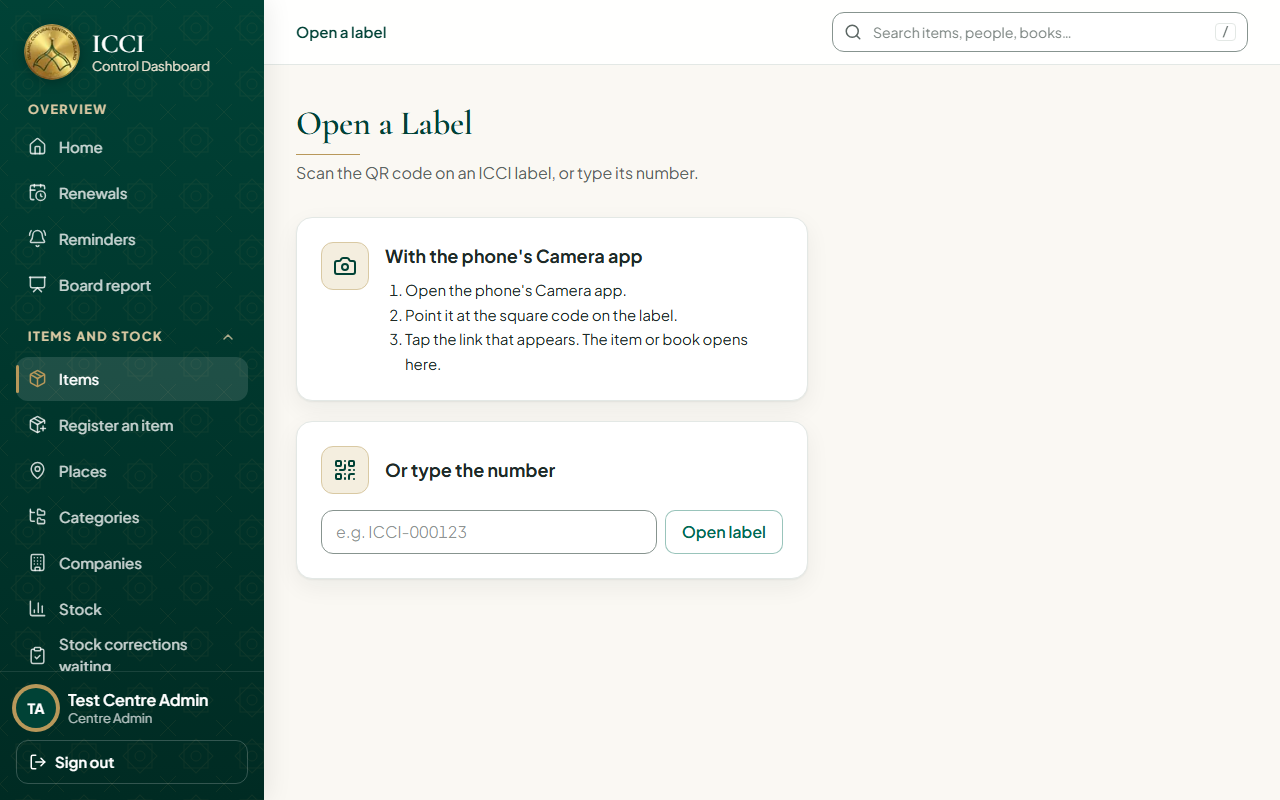 ICCI
Control Dashboard
OVERVIEW
Home
Renewals
Reminders
Board report
ITEMS AND STOCK
Items
Register an item
Places
Categories
Companies
Stock
Stock corrections
waiting
TA
Test Centre Admin
Centre Admin
Sign out
Open a label
Search items, people, books...
/
Open a Label
Scan the QR code on an ICCI label, or type its number.
With the phone's Camera app
1. Open the phone's Camera app.
2. Point it at the square code on the label.
3. Tap the link that appears. The item or book opens
here.
Or type the number
e.g. ICCI-000123
Open label